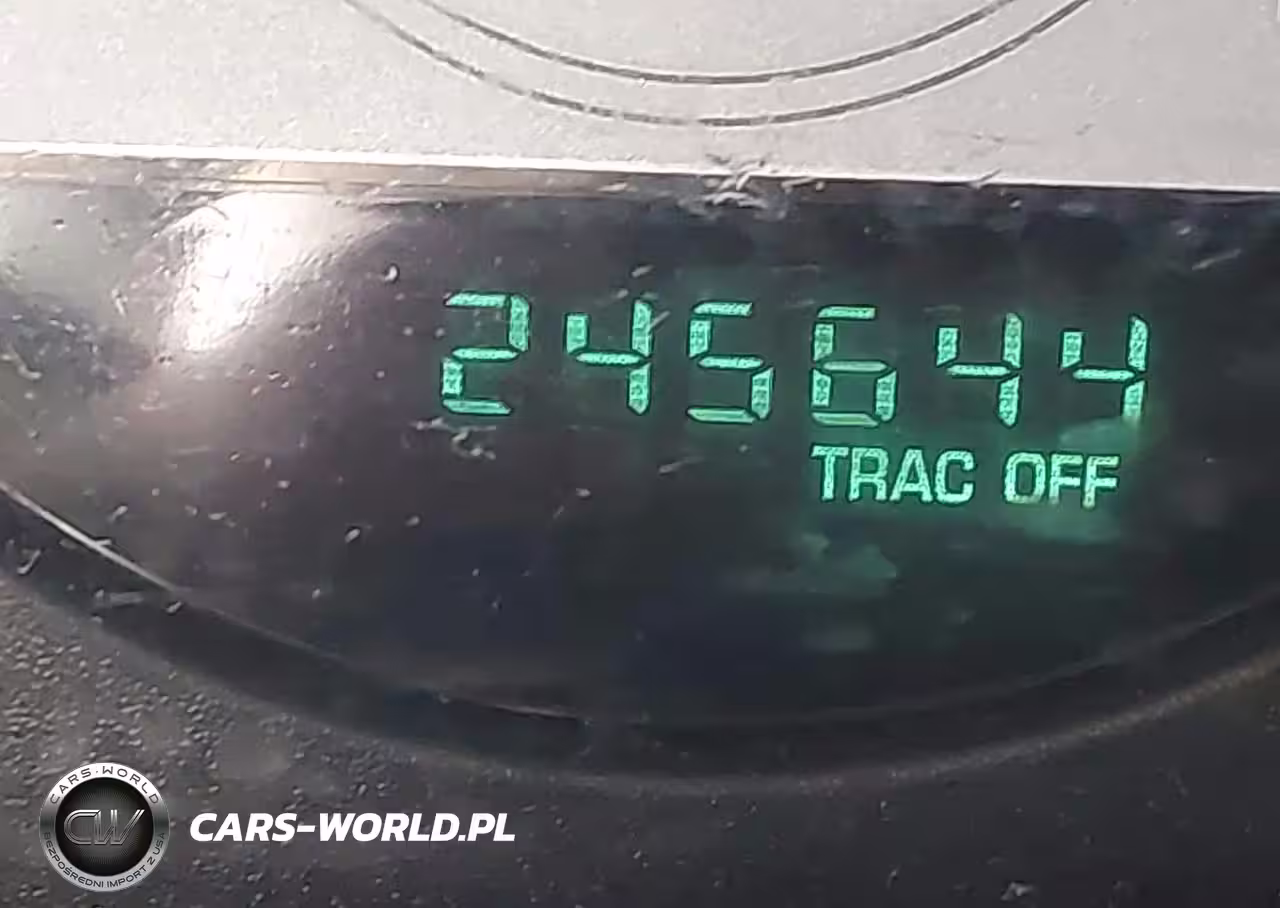 245644
TRAC OFF
CARS-WORLD
CW
BEZPOŚREDNI IMPORT Z USA
CARS-WORLD.PL